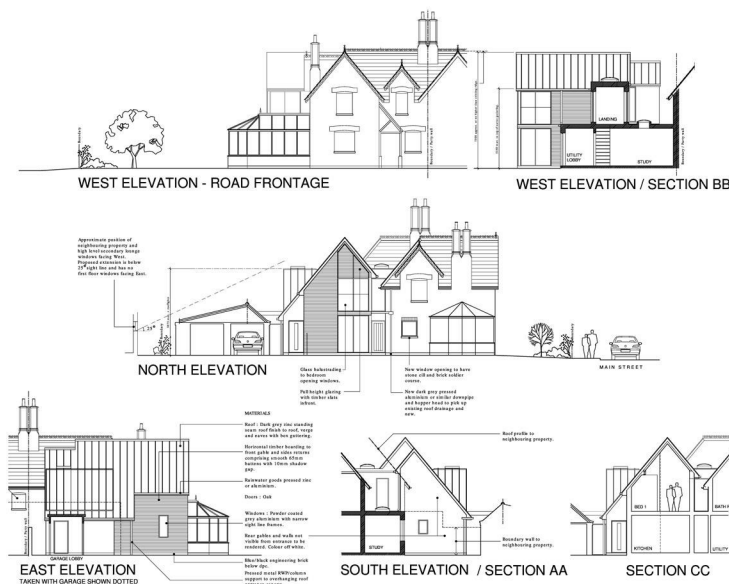 WEST ELEVATION - ROAD FRONTAGE
LANDING
UTILITY
LOBBY
STUDY
WEST ELEVATION / SECTION BB
Approximate position of
neighbouring property and
high level secondary lounge
windows facing West.
Proposed extension is below
25° sight line and has no
first floor windows facing East.
NORTH ELEVATION
MAIN STREET
Glass balustrading
to bedroom
opening windows.
Full height glazing
with timber slats
infront.
New window opening to have
stone cill and brick soldier
course.
New dark grey pressed
aluminium or similar downpipe
and hopper head to pick up
existing roof drainage and
new.
MATERIALS
Roof : Dark grey zinc standing
seam roof finish to roof, verge
and eaves with box guttering.
Horizontal timber boarding to
front gable and sides returns
comprising smooth 65mm
battens with 10mm shadow
gap.
Rainwater goods pressed zinc
or aluminium.
Doors : Oak
Windows : Powder coated
grey aluminium with narrow
sight line frames.
Rear gables and walls not
visible from entrance to be
rendered. Colour off white.
Blue/black engineering brick
below dpc.
Pressed metal RWP/column
support to overhanging roof
GARAGE LOBBY
EAST ELEVATION
TAKEN WITH GARAGE SHOWN DOTTED
Roof profile to
neighbouring property.
STUDY
Boundary wall to
neighbouring property.
SOUTH ELEVATION / SECTION AA
BED 1
BATH
KITCHEN
UTILITY
SECTION CC